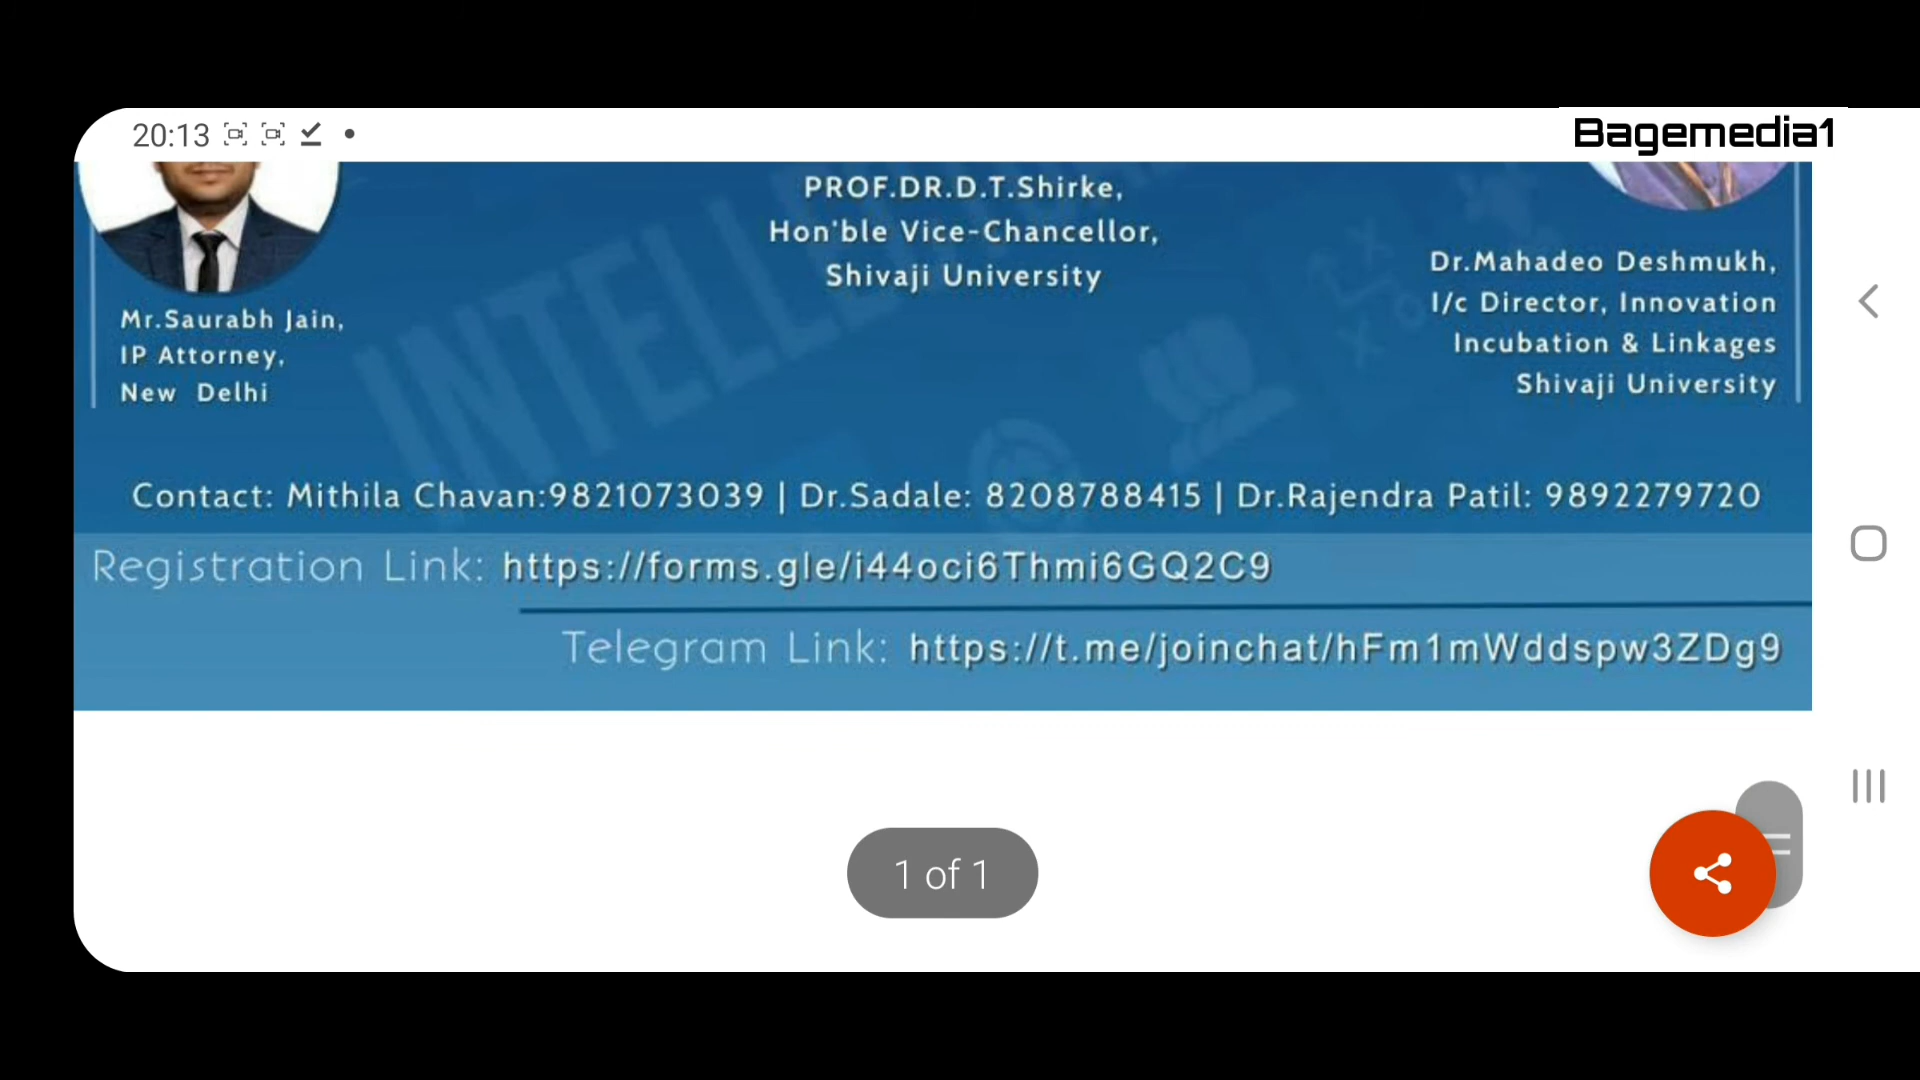 20:13
Bagemedia1
PROF.DR.D.T.Shirke,
Hon'ble Vice-Chancellor,
Shivaji University
Mr.Saurabh Jain,
IP Attorney,
New Delhi
Dr.Mahadeo Deshmukh,
I/c Director, Innovation
Incubation & Linkages
Shivaji University
Contact: Mithila Chavan:9821073039 | Dr.Sadale: 8208788415 | Dr.Rajendra Patil: 9892279720
Registration Link: https://forms.gle/i44oci6Thmi6GQ2C9
Telegram Link: https://t.me/joinchat/hFm1mWddspw3ZDg9
1 of 1